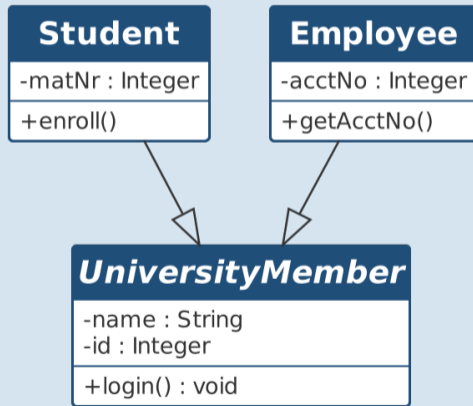 Student
-matNr : Integer
+enroll()
Employee
-acctNo : Integer
+getAcctNo()
UniversityMember
-name : String
-id : Integer
+login() : void